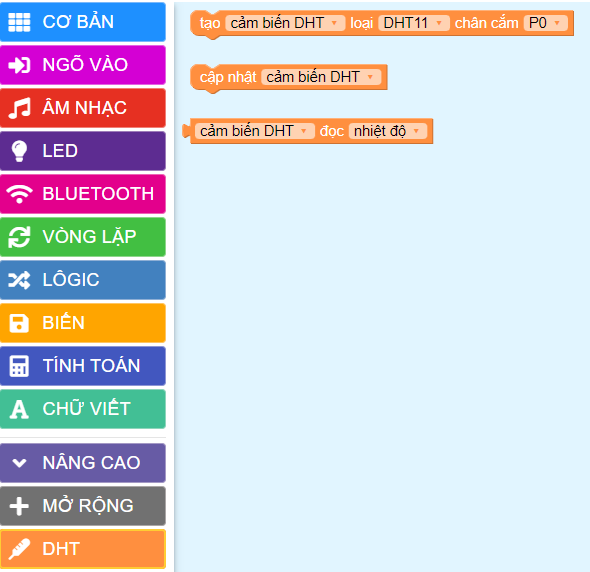 CƠ BẢN
NGÕ VÀO
ÂM NHẠC
LED
BLUETOOTH
VÒNG LẶP
LÔGIC
BIẾN
TÍNH TOÁN
CHỮ VIẾT
NÂNG CAO
MỞ RỘNG
DHT
tạo cảm biến DHT loại DHT11 chân cắm P0
cập nhật cảm biến DHT
cảm biến DHT đọc nhiệt độ